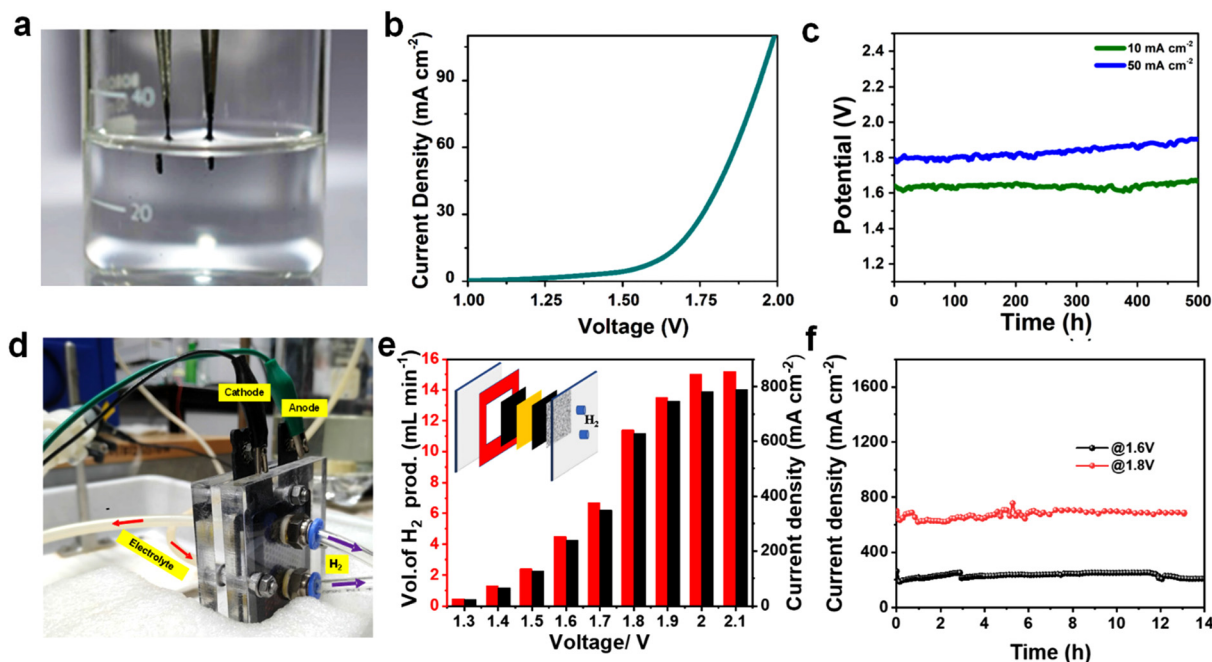 a
40
20
b
Current Density (mA cm⁻²)
90
60
30
0
1.00 1.25 1.50 1.75 2.00
Voltage (V)
c
Potential (V)
2.4
2.2
2.0
1.8
1.6
1.4
1.2
10 mA cm⁻²
50 mA cm⁻²
0 100 200 300 400 500
Time (h)
d
Cathode
Anode
Electrolyte
H₂
e
Vol.of H₂ prod. (mL min⁻¹)
16
14
12
10
8
6
4
2
0
H₂
800
600
400
200
0
Current density (mA cm⁻²)
1.3 1.4 1.5 1.6 1.7 1.8 1.9 2 2.1
Voltage/ V
f
Current density (mA cm⁻²)
1600
1200
800
400
0
@1.6V
@1.8V
0 2 4 6 8 10 12 14
Time (h)